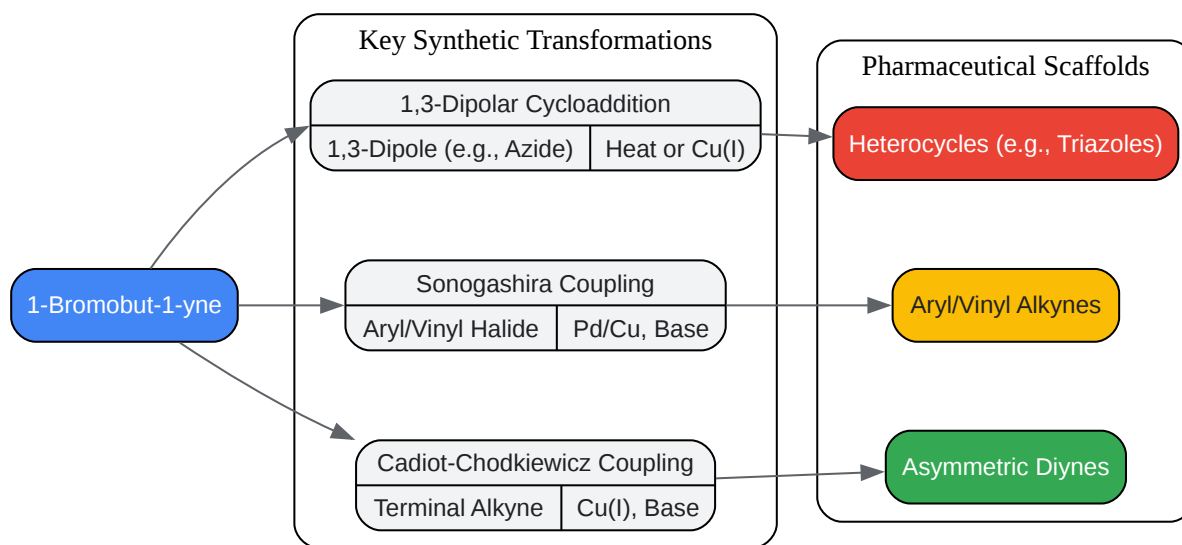 Key Synthetic Transformations
Pharmaceutical Scaffolds
1-Bromobut-1-yne
1,3-Dipolar Cycloaddition
1,3-Dipole (e.g., Azide)
Heat or Cu(I)
Heterocycles (e.g., Triazoles)
Sonogashira Coupling
Aryl/Vinyl Halide
Pd/Cu, Base
Aryl/Vinyl Alkynes
Cadiot-Chodkiewicz Coupling
Terminal Alkyne
Cu(I), Base
Asymmetric Diynes